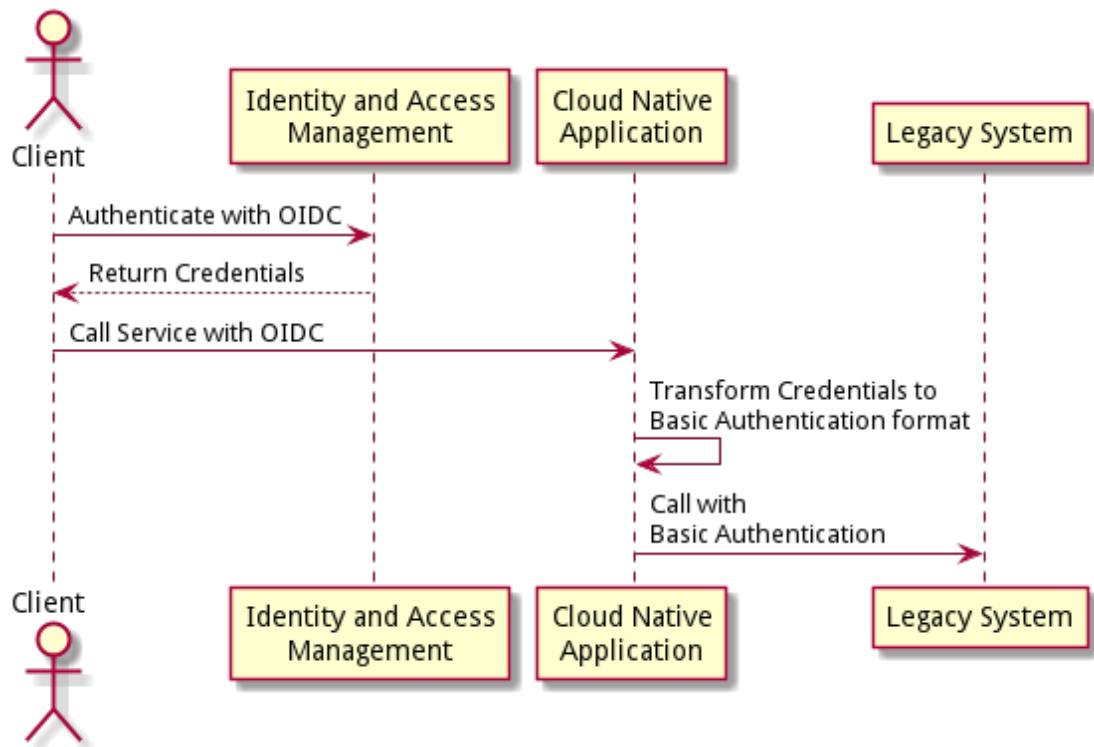 Client
Identity and Access
Management
Cloud Native
Application
Legacy System
Authenticate with OIDC
Return Credentials
Call Service with OIDC
Transform Credentials to
Basic Authentication format
Call with
Basic Authentication
Client
Identity and Access
Management
Cloud Native
Application
Legacy System